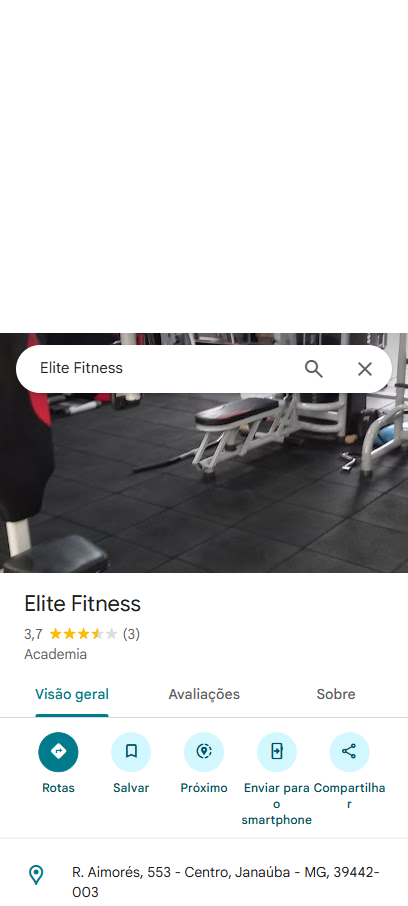 Elite Fitness
Elite Fitness
3,7 (3)
Academia
Visão geral Avaliações Sobre
Rotas Salvar Próximo Enviar para o smartphone Compartilhar
R. Aimorés, 553 - Centro, Janaúba - MG, 39442-
003